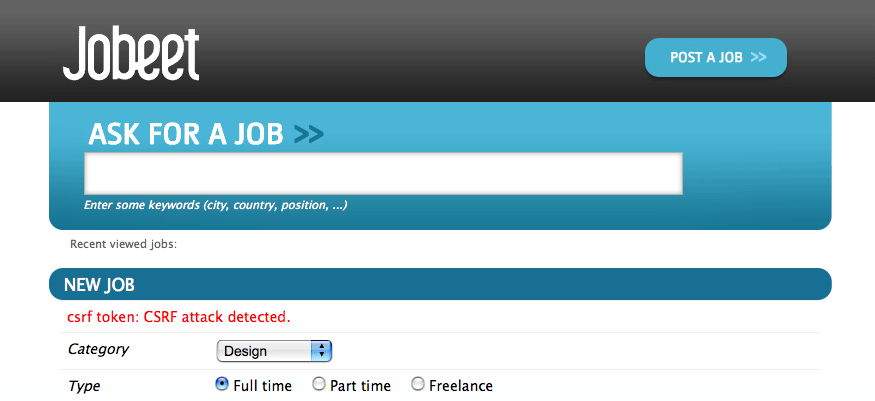 Jobeet
POST A JOB >>
ASK FOR A JOB >>
Enter some keywords (city, country, position, ...)
Recent viewed jobs:
NEW JOB
csrf token: CSRF attack detected.
Category Design
Type Full time Part time Freelance